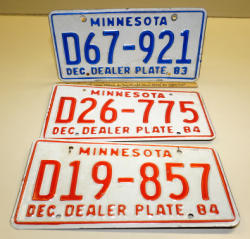 MINNESOTA
D67-921
DEC. DEALER PLATE 83
MINNESOTA
D26-775
DEC. DEALER PLATE 84
MINNESOTA
D19-857
DEC. DEALER PLATE 84